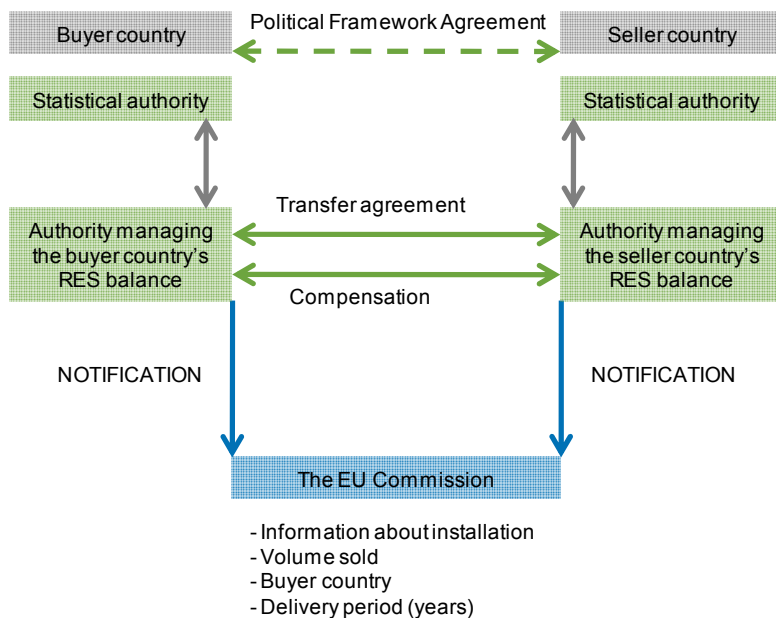 Political Framework Agreement
Buyer country
Seller country
Statistical authority
Statistical authority
Transfer agreement
Authority managing
the buyer country's
RES balance
Authority managing
the seller country's
RES balance
Compensation
NOTIFICATION
NOTIFICATION
The EU Commission
- Information about installation
- Volume sold
- Buyer country
- Delivery period (years)